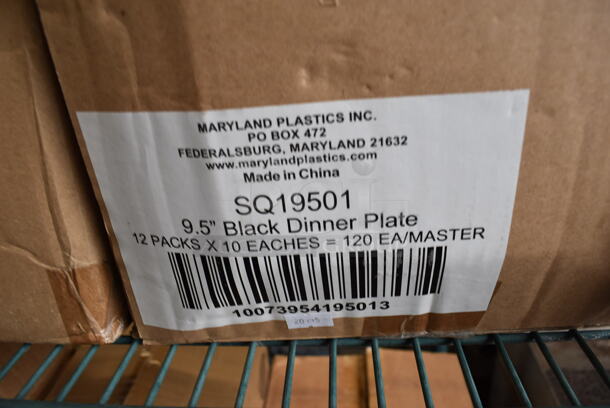 MARYLAND PLASTICS INC.
PO BOX 472
FEDERALSBURG, MARYLAND 21632
www.marylandplastics.com
Made in China
SQ19501
9.5" Black Dinner Plate
12 PACKS X 10 EACHES = 120 EA/MASTER
10073954195013